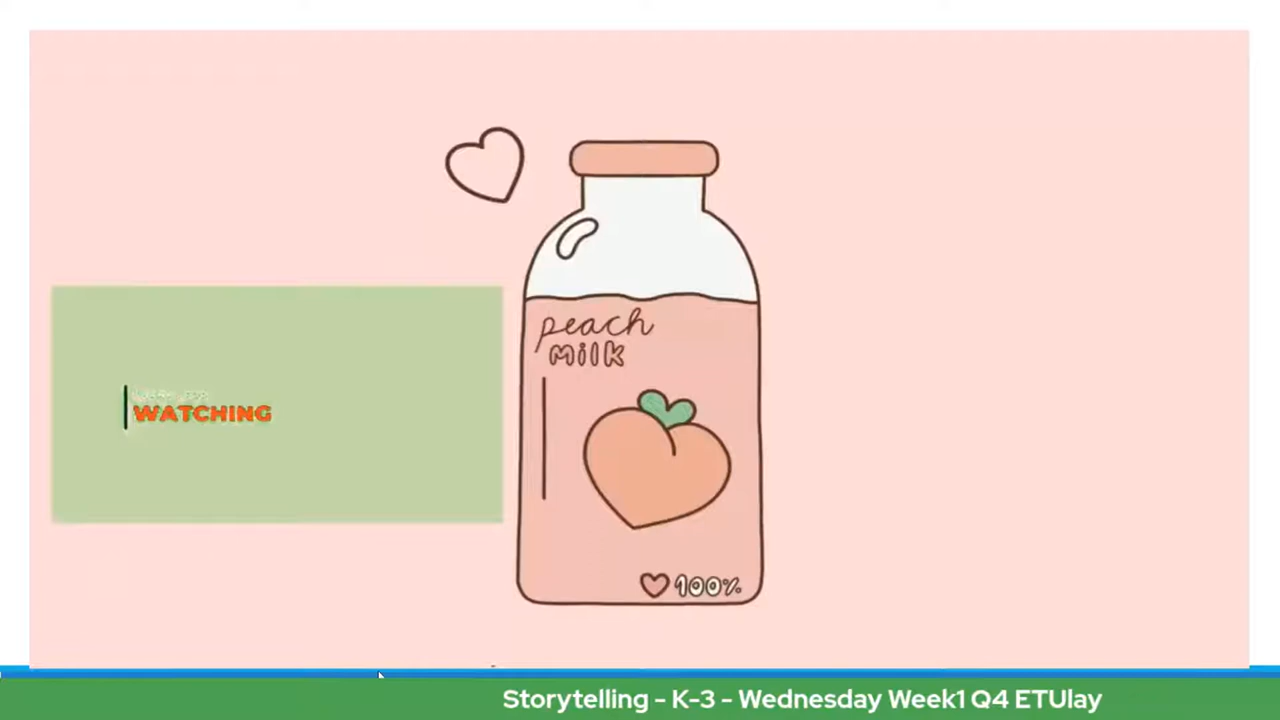 peach
milk
WATCHING
100%
Storytelling - K-3 - Wednesday Week1 Q4 ETUlay